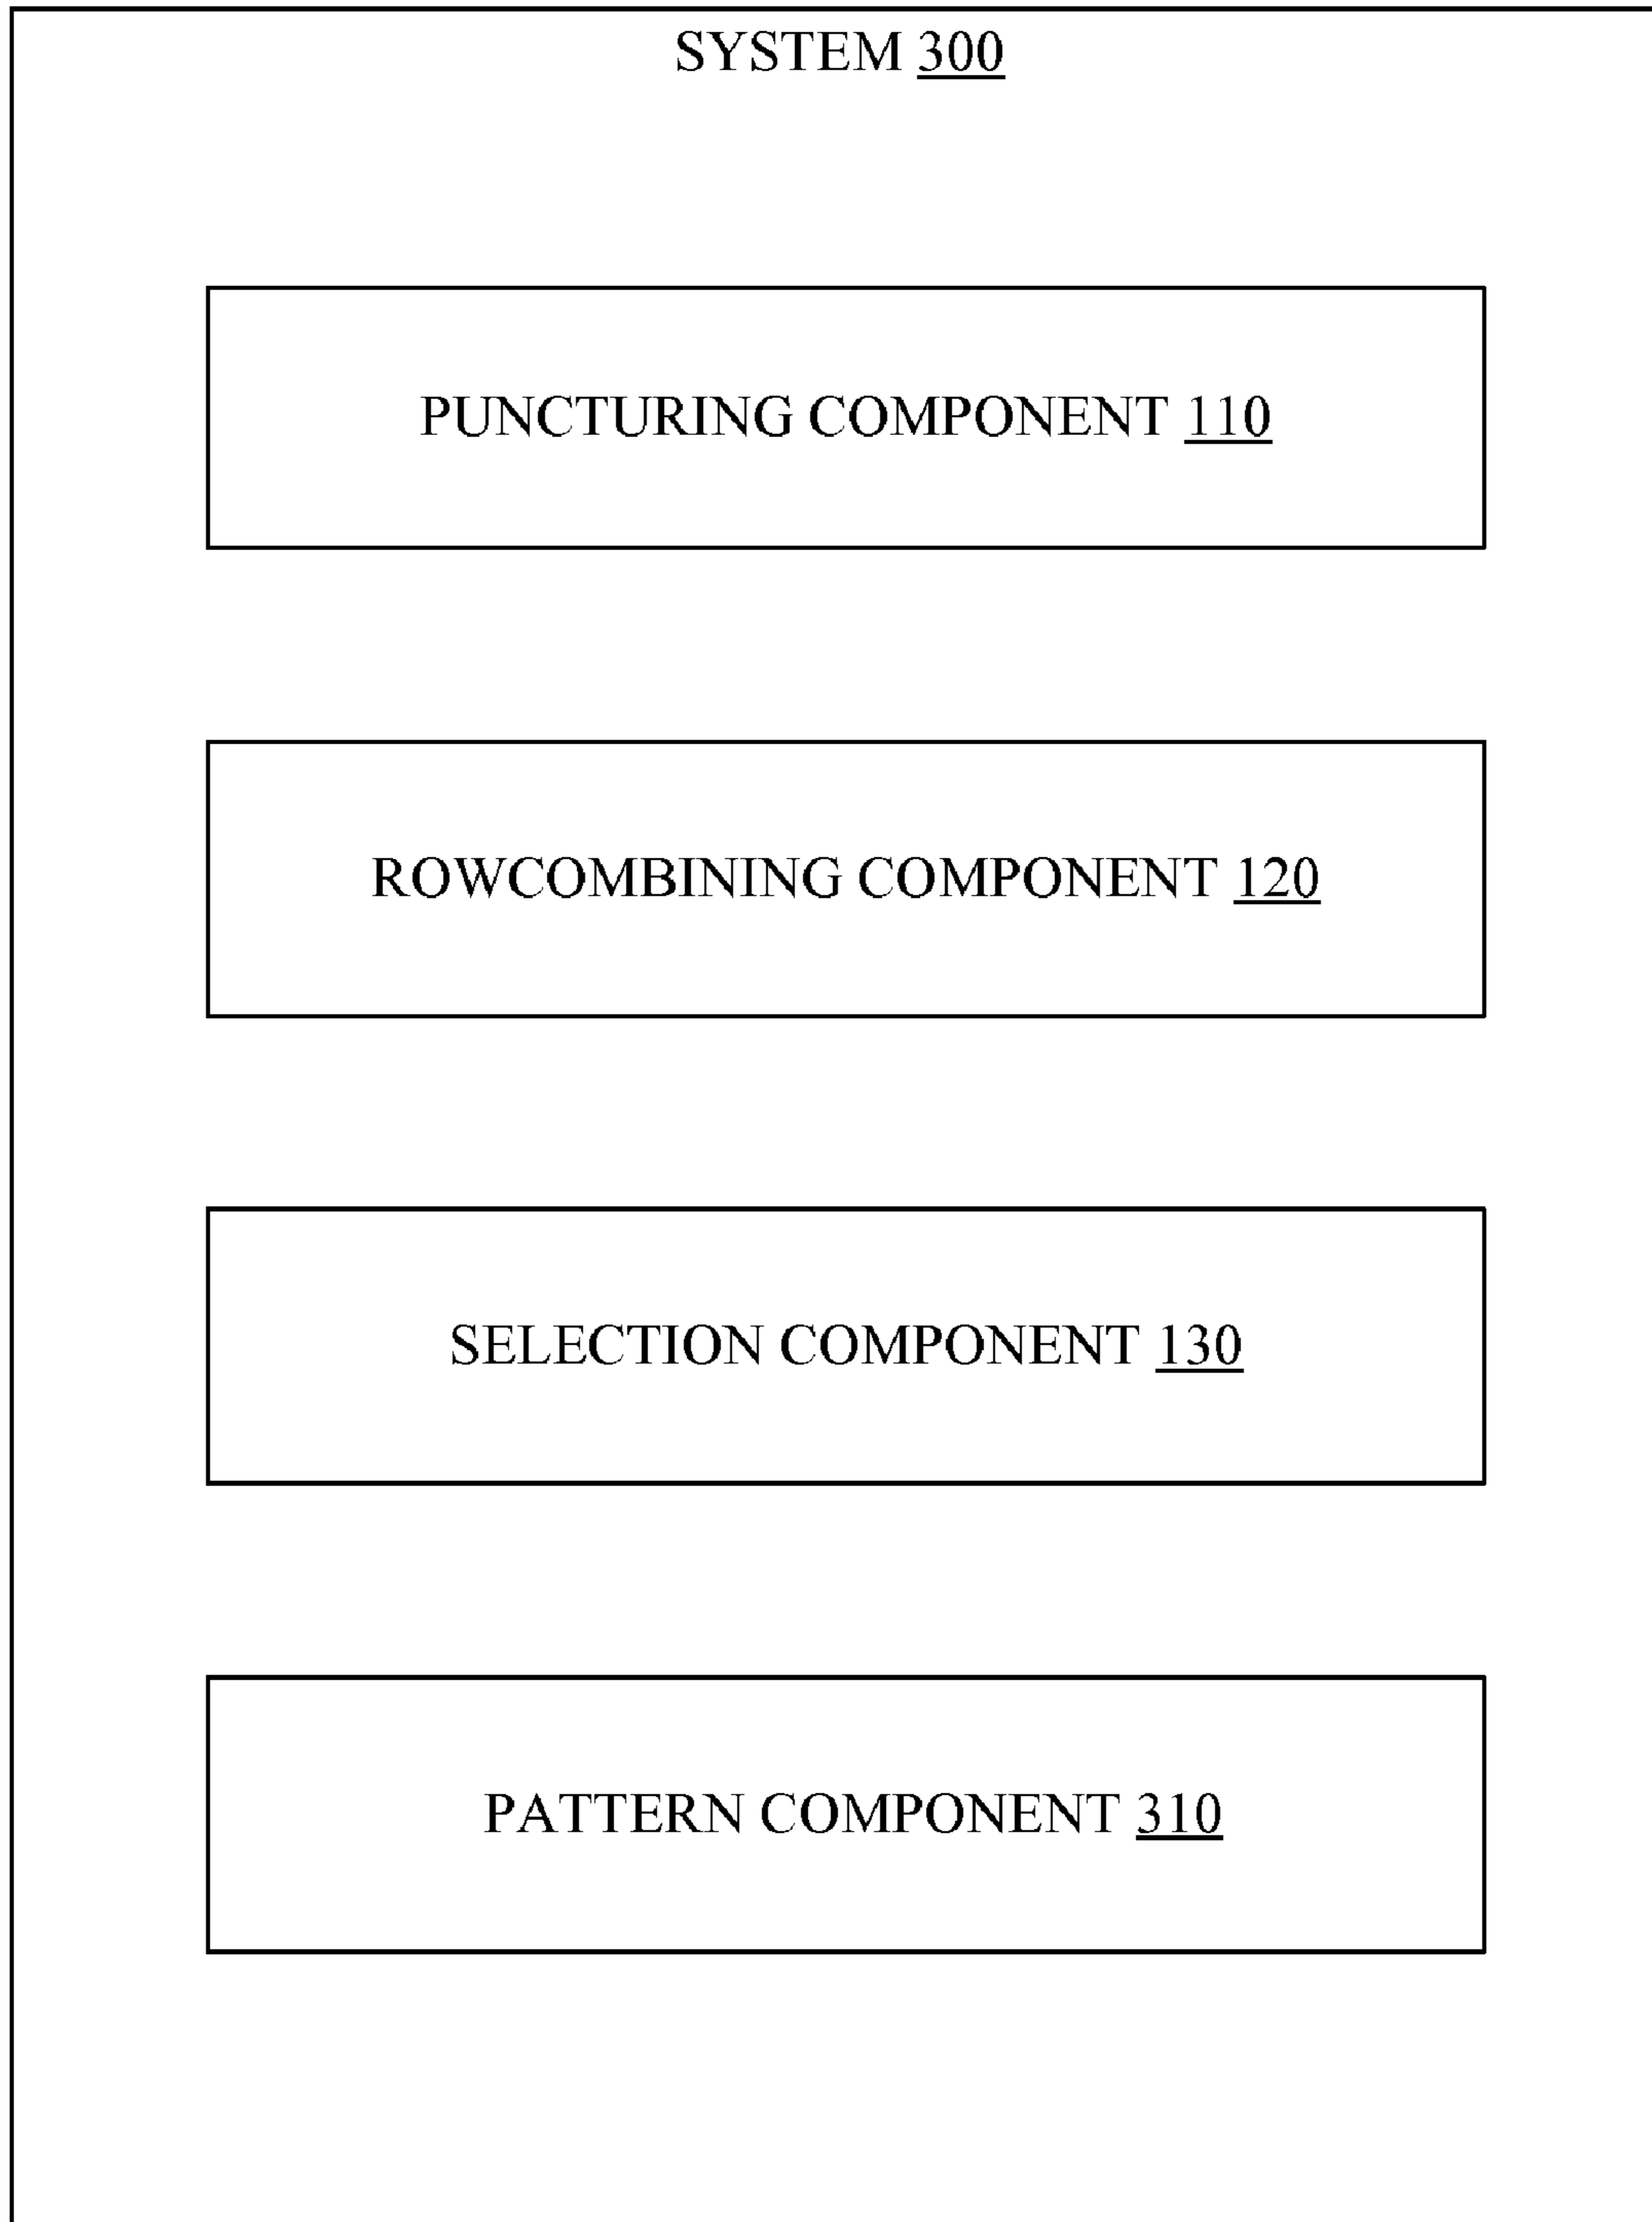 SYSTEM 300
PUNCTURING COMPONENT 110
ROWCOMBINING COMPONENT 120
SELECTION COMPONENT 130
PATTERN COMPONENT 310